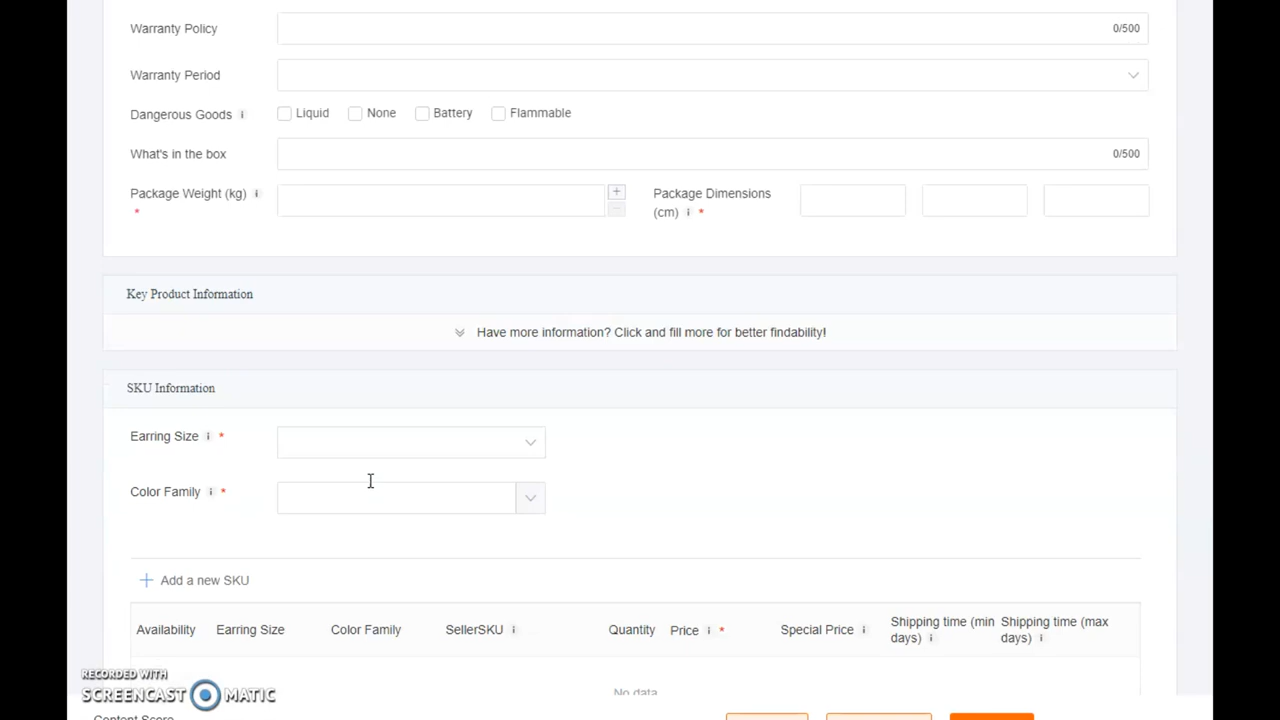 Warranty Policy 0/500
Warranty Period
Dangerous Goods i Liquid None Battery Flammable
What's in the box 0/500
Package Weight (kg) i * Package Dimensions (cm) i *
Key Product Information
Have more information? Click and fill more for better findability!
SKU Information
Earring Size i *
Color Family i *
+ Add a new SKU
Availability Earring Size Color Family SellerSKU i Quantity Price i * Special Price i Shipping time (min days) i Shipping time (max days) i
No data
RECORDED WITH
SCREENCAST MATIC
Content Score